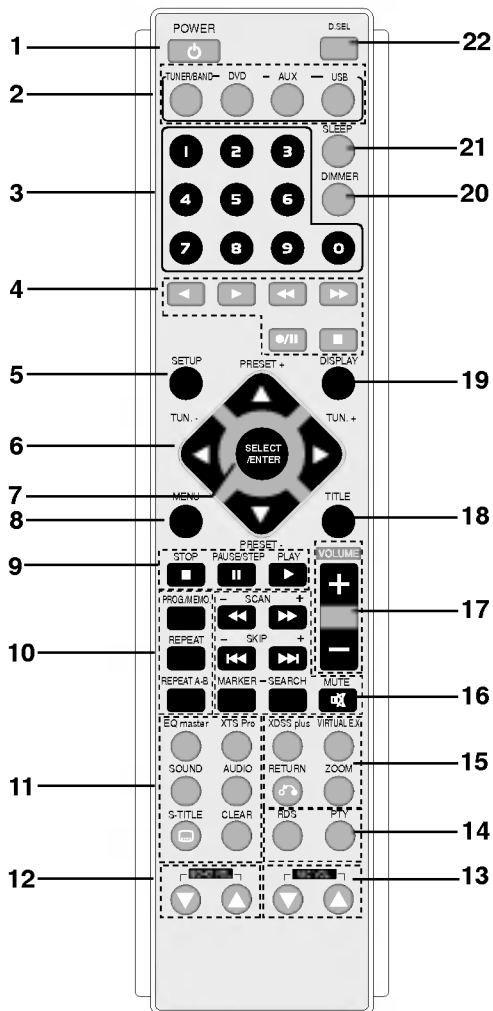 POWER
D.SEL
1
22
2
TUNER/BAND - DVD - AUX - USB
SLEEP
21
3
1 2 3
DIMMER
20
4 5 6
7 8 9 0
4
5
SETUP
PRESET +
DISPLAY
19
TUN. -
TUN. +
6
SELECT
/ENTER
7
8
MENU
TITLE
18
PRESET -
9
STOP PAUSE/STEP PLAY
VOLUME
+
17
PROG./MEMO
- SCAN +
10
REPEAT
- SKIP +
−
REPEAT A-B
MARKER - SEARCH
MUTE
16
EQ master XTS Pro XDSS plus VIRTUAL.EX
11
SOUND AUDIO RETURN ZOOM
15
S-TITLE CLEAR RDS PTY
14
12
13